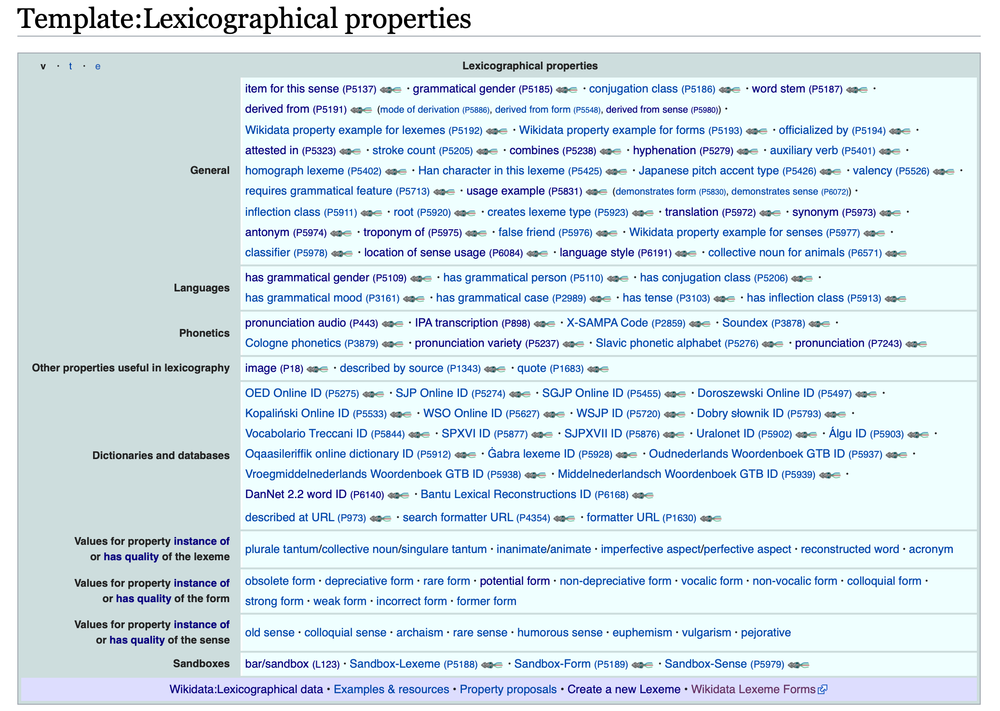 Template:Lexicographical properties
v · t · e
Lexicographical properties
General
item for this sense (P5137) · grammatical gender (P5185) · conjugation class (P5186) · word stem (P5187) ·
derived from (P5191) (mode of derivation (P5886), derived from form (P5548), derived from sense (P5980)) ·
Wikidata property example for lexemes (P5192) · Wikidata property example for forms (P5193) · officialized by (P5194) ·
attested in (P5323) · stroke count (P5205) · combines (P5238) · hyphenation (P5279) · auxiliary verb (P5401) ·
homograph lexeme (P5402) · Han character in this lexeme (P5425) · Japanese pitch accent type (P5426) · valency (P5526) ·
requires grammatical feature (P5713) · usage example (P5831) (demonstrates form (P5830), demonstrates sense (P6072)) ·
inflection class (P5911) · root (P5920) · creates lexeme type (P5923) · translation (P5972) · synonym (P5973) ·
antonym (P5974) · troponym of (P5975) · false friend (P5976) · Wikidata property example for senses (P5977) ·
classifier (P5978) · location of sense usage (P6084) · language style (P6191) · collective noun for animals (P6571)
Languages
has grammatical gender (P5109) · has grammatical person (P5110) · has conjugation class (P5206) ·
has grammatical mood (P3161) · has grammatical case (P2989) · has tense (P3103) · has inflection class (P5913)
Phonetics
pronunciation audio (P443) · IPA transcription (P898) · X-SAMPA Code (P2859) · Soundex (P3878) ·
Cologne phonetics (P3879) · pronunciation variety (P5237) · Slavic phonetic alphabet (P5276) · pronunciation (P7243)
Other properties useful in lexicography
image (P18) · described by source (P1343) · quote (P1683)
Dictionaries and databases
OED Online ID (P5275) · SJP Online ID (P5274) · SGJP Online ID (P5455) · Doroszewski Online ID (P5497) ·
Kopaliński Online ID (P5533) · WSO Online ID (P5627) · WSJP ID (P5720) · Dobry słownik ID (P5793) ·
Vocabolario Treccani ID (P5844) · SPXVI ID (P5877) · SJPXVII ID (P5876) · Uralonet ID (P5902) · Álgu ID (P5903) ·
Oqaasileriffik online dictionary ID (P5912) · Ġabra lexeme ID (P5928) · Oudnederlands Woordenboek GTB ID (P5937) ·
Vroegmiddelnederlands Woordenboek GTB ID (P5938) · Middelnederlandsch Woordenboek GTB ID (P5939) ·
DanNet 2.2 word ID (P6140) · Bantu Lexical Reconstructions ID (P6168)
described at URL (P973) · search formatter URL (P4354) · formatter URL (P1630)
Values for property instance of
or has quality of the lexeme
plurale tantum/collective noun/singulare tantum · inanimate/animate · imperfective aspect/perfective aspect · reconstructed word · acronym
Values for property instance of
or has quality of the form
obsolete form · depreciative form · rare form · potential form · non-depreciative form · vocalic form · non-vocalic form · colloquial form ·
strong form · weak form · incorrect form · former form
Values for property instance of
or has quality of the sense
old sense · colloquial sense · archaism · rare sense · humorous sense · euphemism · vulgarism · pejorative
Sandboxes
bar/sandbox (L123) · Sandbox-Lexeme (P5188) · Sandbox-Form (P5189) · Sandbox-Sense (P5979)
Wikidata:Lexicographical data · Examples & resources · Property proposals · Create a new Lexeme · Wikidata Lexeme Forms